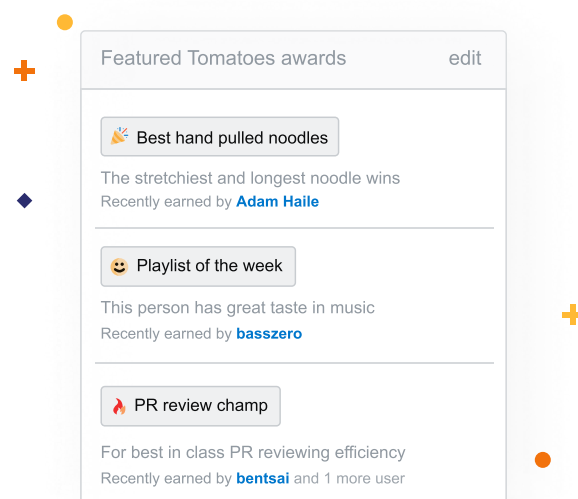 Featured Tomatoes awards edit
Best hand pulled noodles
The stretchiest and longest noodle wins
Recently earned by Adam Haile
Playlist of the week
This person has great taste in music
Recently earned by basszero
PR review champ
For best in class PR reviewing efficiency
Recently earned by bentsai and 1 more user